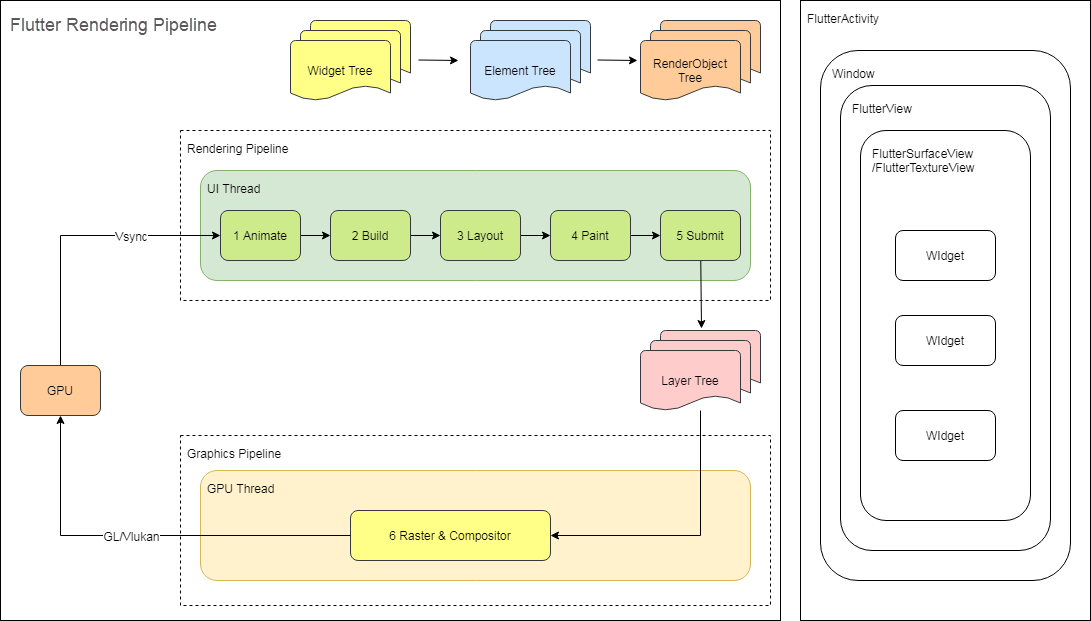 Flutter Rendering Pipeline
Widget Tree
Element Tree
RenderObject
Tree
Rendering Pipeline
UI Thread
Vsync
1 Animate
2 Build
3 Layout
4 Paint
5 Submit
Layer Tree
GPU
Graphics Pipeline
GPU Thread
GL/Vlukan
6 Raster & Compositor
FlutterActivity
Window
FlutterView
FlutterSurfaceView
/FlutterTextureView
WIdget
WIdget
WIdget